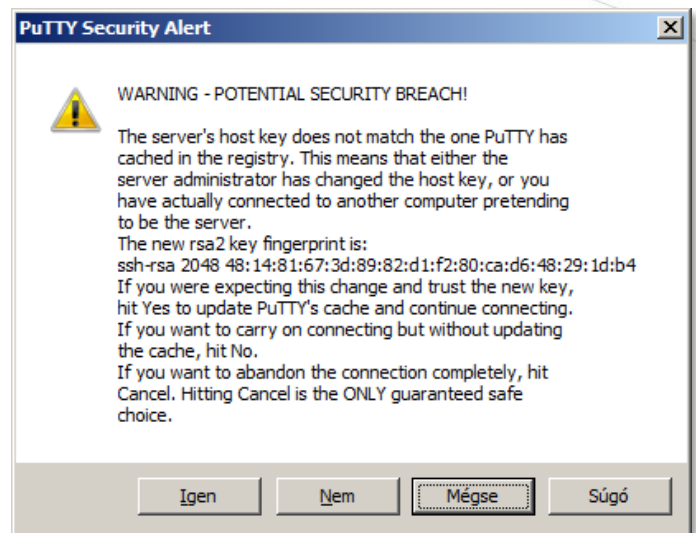 PuTTY Security Alert
WARNING - POTENTIAL SECURITY BREACH!
The server's host key does not match the one PuTTY has
cached in the registry. This means that either the
server administrator has changed the host key, or you
have actually connected to another computer pretending
to be the server.
The new rsa2 key fingerprint is:
ssh-rsa 2048 48:14:81:67:3d:89:82:d1:f2:80:ca:d6:48:29:1d:b4
If you were expecting this change and trust the new key,
hit Yes to update PuTTY's cache and continue connecting.
If you want to carry on connecting but without updating
the cache, hit No.
If you want to abandon the connection completely, hit
Cancel. Hitting Cancel is the ONLY guaranteed safe
choice.
Igen Nem Mégse Súgó